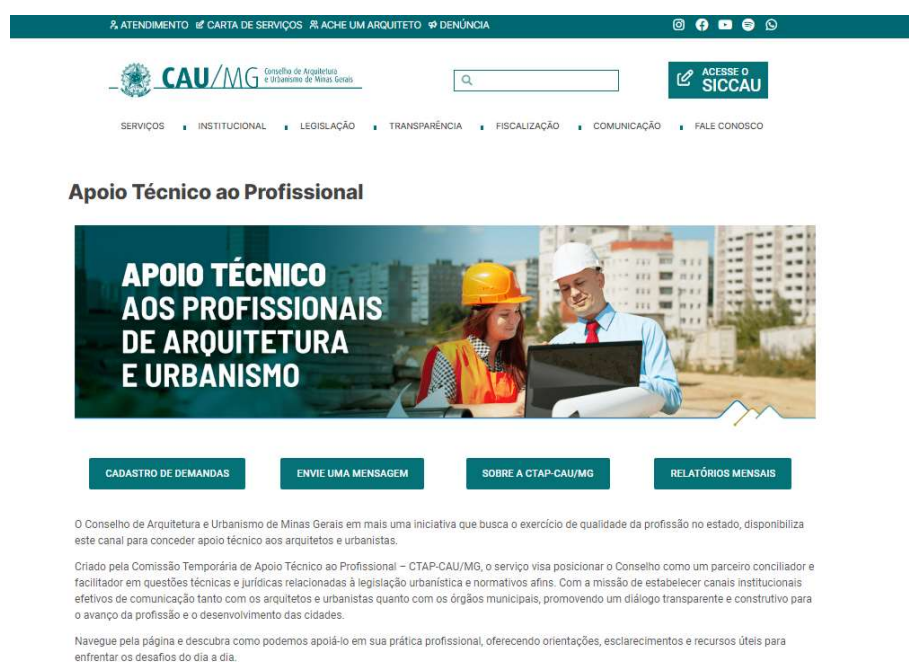 ATENDIMENTO CARTA DE SERVIÇOS ACHE UM ARQUITETO DENÚNCIA
CAU/MG Conselho de Arquitetura
e Urbanismo de Minas Gerais
ACESSE O
SICCAU
SERVIÇOS INSTITUCIONAL LEGISLAÇÃO TRANSPARÊNCIA FISCALIZAÇÃO COMUNICAÇÃO FALE CONOSCO
Apoio Técnico ao Profissional
APOIO TÉCNICO
AOS PROFISSIONAIS
DE ARQUITETURA
E URBANISMO
CADASTRO DE DEMANDAS ENVIE UMA MENSAGEM SOBRE A CTAP-CAU/MG RELATÓRIOS MENSAIS
O Conselho de Arquitetura e Urbanismo de Minas Gerais em mais uma iniciativa que busca o exercício de qualidade da profissão no estado, disponibiliza
este canal para conceder apoio técnico aos arquitetos e urbanistas.
Criado pela Comissão Temporária de Apoio Técnico ao Profissional – CTAP-CAU/MG, o serviço visa posicionar o Conselho como um parceiro conciliador e
facilitador em questões técnicas e jurídicas relacionadas à legislação urbanística e normativos afins. Com a missão de estabelecer canais institucionais
efetivos de comunicação tanto com os arquitetos e urbanistas quanto com os órgãos municipais, promovendo um diálogo transparente e construtivo para
o avanço da profissão e o desenvolvimento das cidades.
Navegue pela página e descubra como podemos apoiá-lo em sua prática profissional, oferecendo orientações, esclarecimentos e recursos úteis para
enfrentar os desafios do dia a dia.